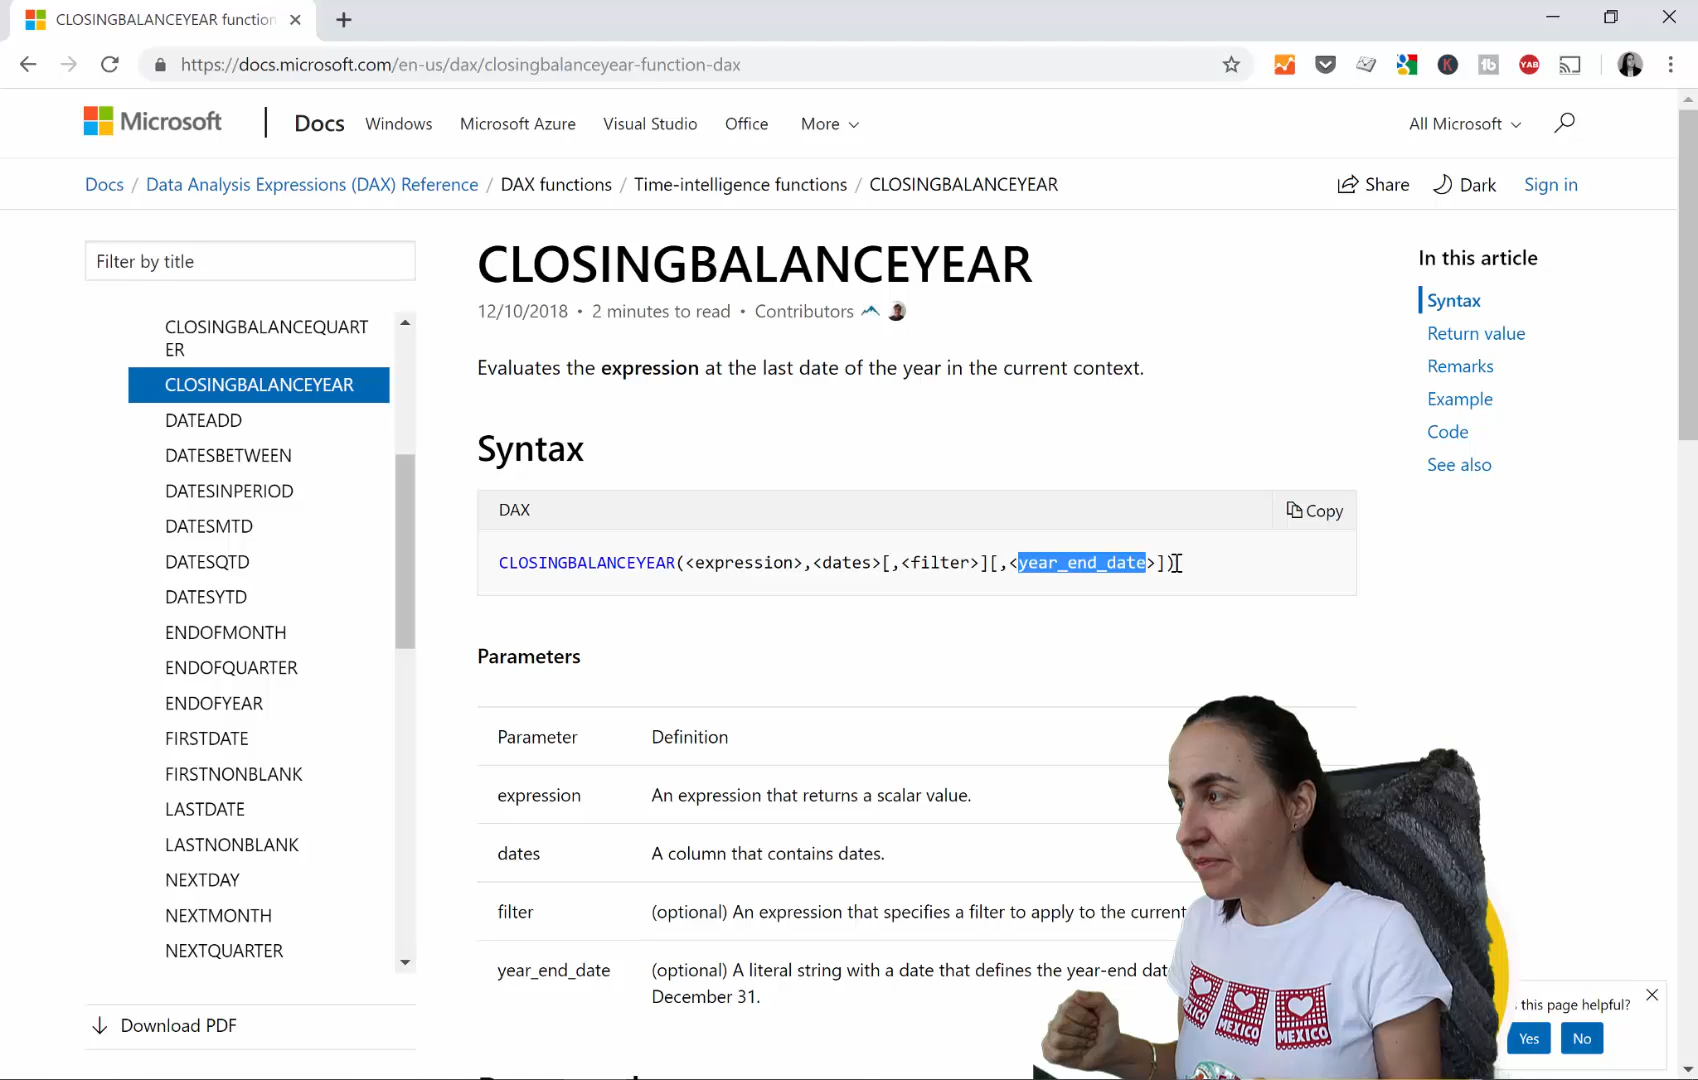 CLOSINGBALANCEYEAR function
https://docs.microsoft.com/en-us/dax/closingbalanceyear-function-dax
Microsoft
Docs
Windows
Microsoft Azure
Visual Studio
Office
More
All Microsoft
Docs / Data Analysis Expressions (DAX) Reference / DAX functions / Time-intelligence functions / CLOSINGBALANCEYEAR
Share
Dark
Sign in
Filter by title
CLOSINGBALANCEQUART
ER
CLOSINGBALANCEYEAR
DATEADD
DATESBETWEEN
DATESINPERIOD
DATESMTD
DATESQTD
DATESYTD
ENDOFMONTH
ENDOFQUARTER
ENDOFYEAR
FIRSTDATE
FIRSTNONBLANK
LASTDATE
LASTNONBLANK
NEXTDAY
NEXTMONTH
NEXTQUARTER
Download PDF
CLOSINGBALANCEYEAR
12/10/2018 • 2 minutes to read • Contributors
Evaluates the expression at the last date of the year in the current context.
Syntax
DAX
Copy
CLOSINGBALANCEYEAR(<expression>,<dates>[,<filter>][,<year_end_date>])
Parameters
Parameter Definition
expression An expression that returns a scalar value.
dates A column that contains dates.
filter (optional) An expression that specifies a filter to apply to the current
year_end_date (optional) A literal string with a date that defines the year-end
December 31.
In this article
Syntax
Return value
Remarks
Example
Code
See also
this page helpful?
Yes
No
MEXICO
MEXICO
MEXICO
YAB
K